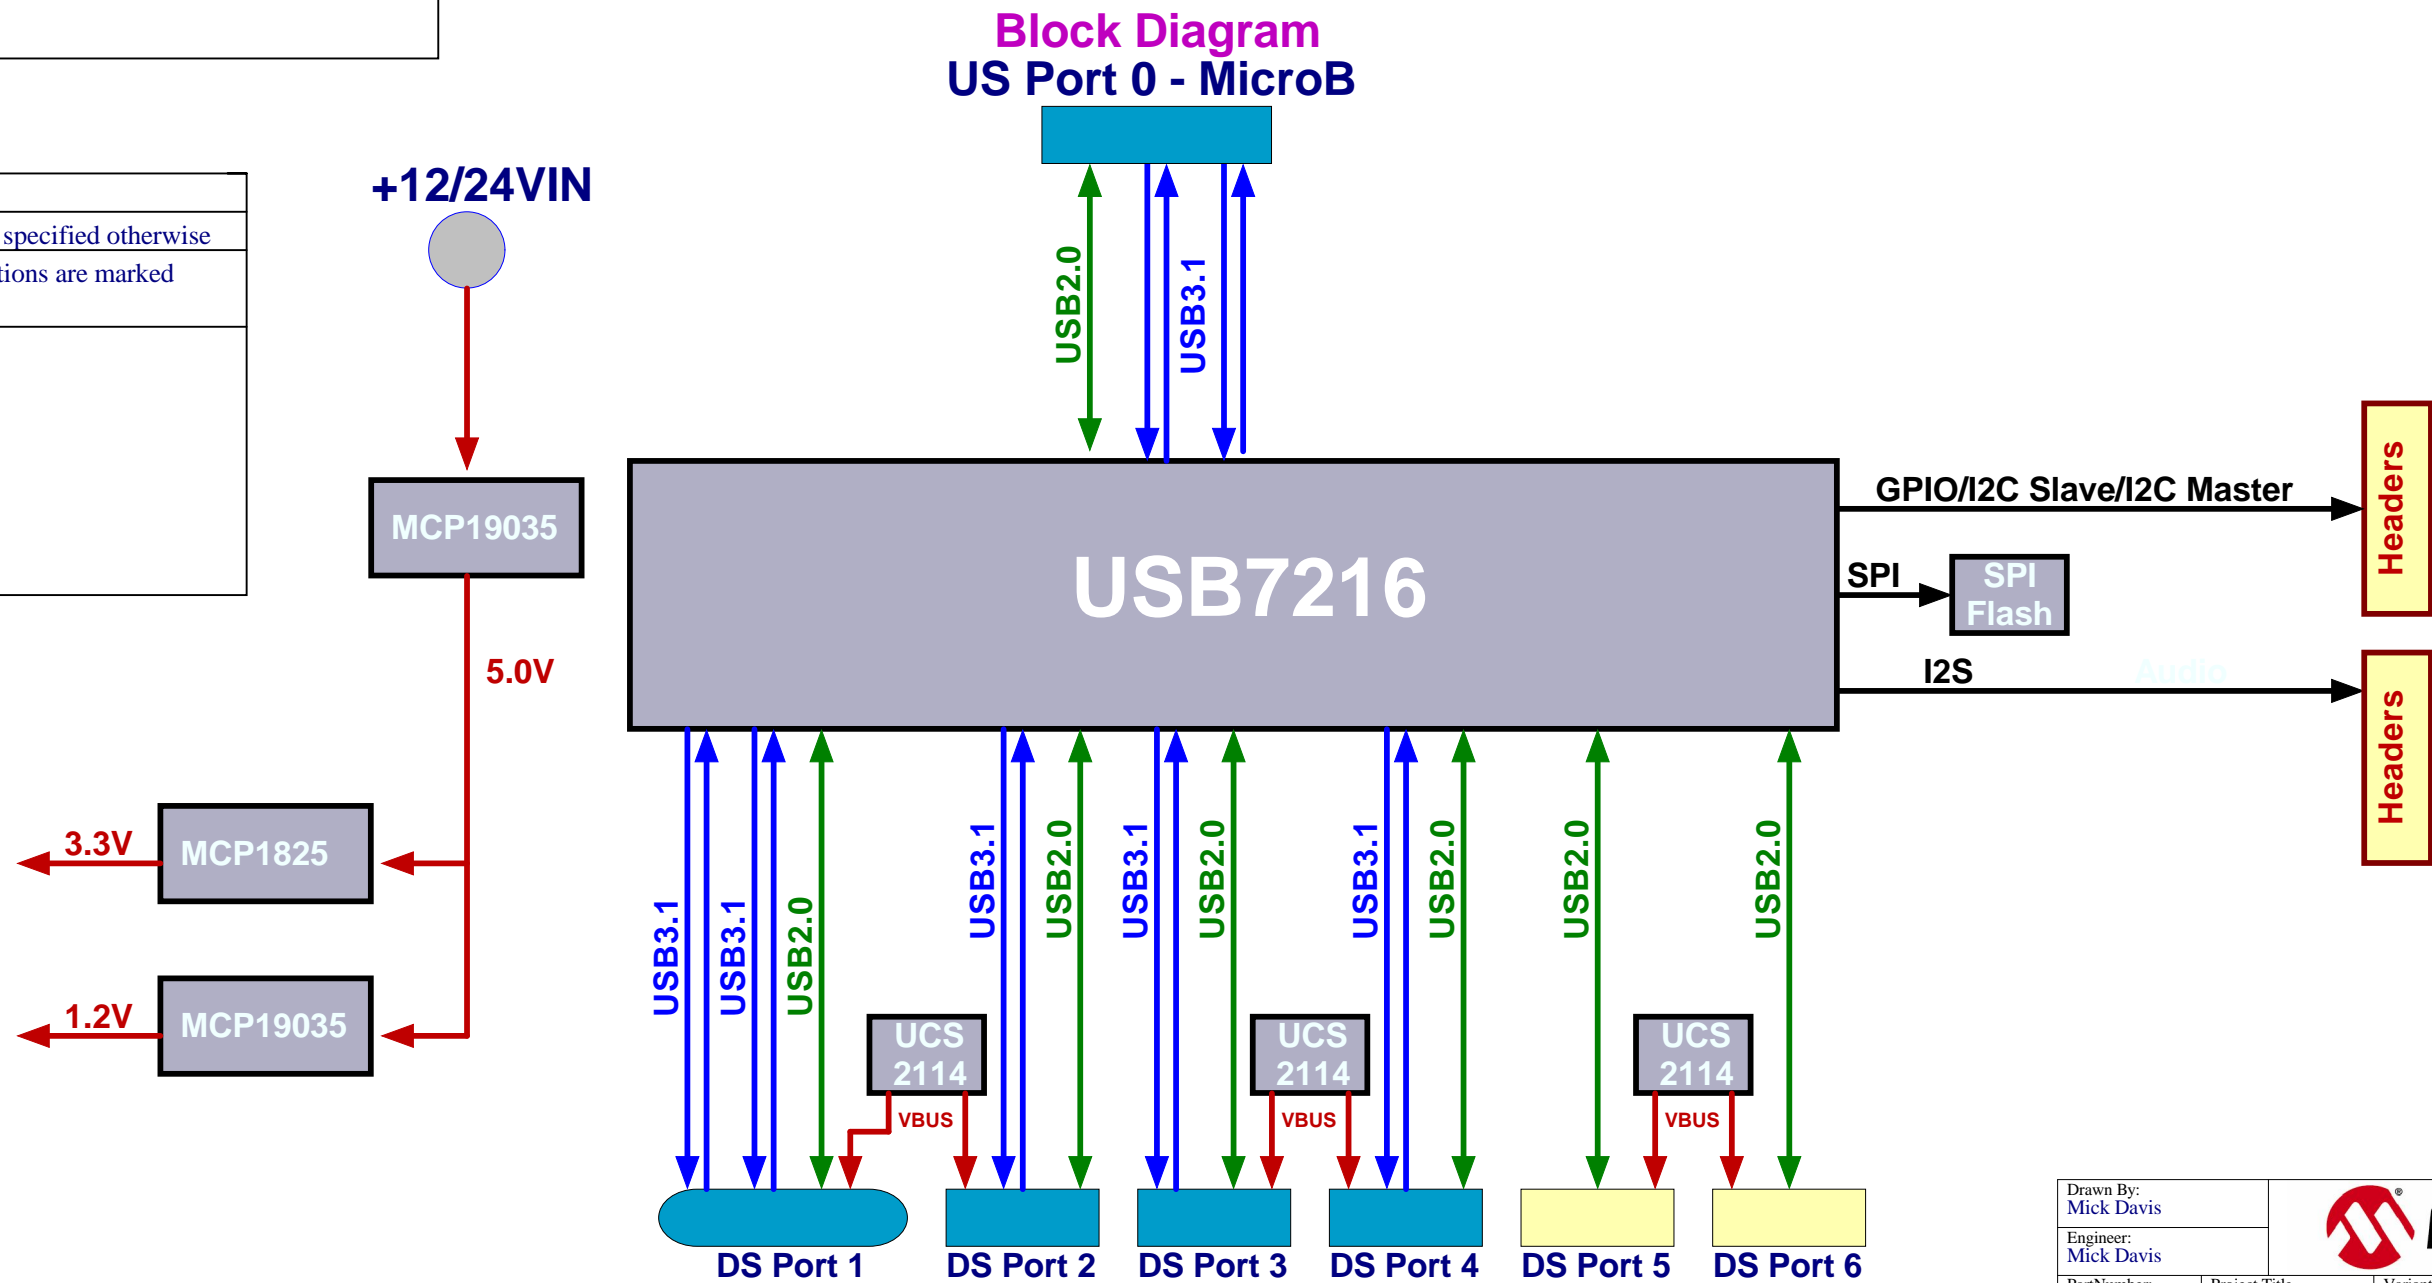 Block Diagram
US Port 0 - MicroB
+12/24VIN
specified otherwise
tions are marked
USB2.0
USB3.1
MCP19035
USB7216
GPIO/I2C Slave/I2C Master
Headers
SPI
SPI
Flash
5.0V
I2S
Audio
Headers
3.3V
MCP1825
1.2V
MCP19035
USB3.1
USB3.1
USB2.0
USB3.1
USB2.0
USB3.1
USB2.0
USB3.1
USB2.0
USB2.0
USB2.0
UCS
2114
VBUS
UCS
2114
VBUS
UCS
2114
VBUS
DS Port 1
DS Port 2
DS Port 3
DS Port 4
DS Port 5
DS Port 6
Drawn By:
Mick Davis
Engineer:
Mick Davis
®